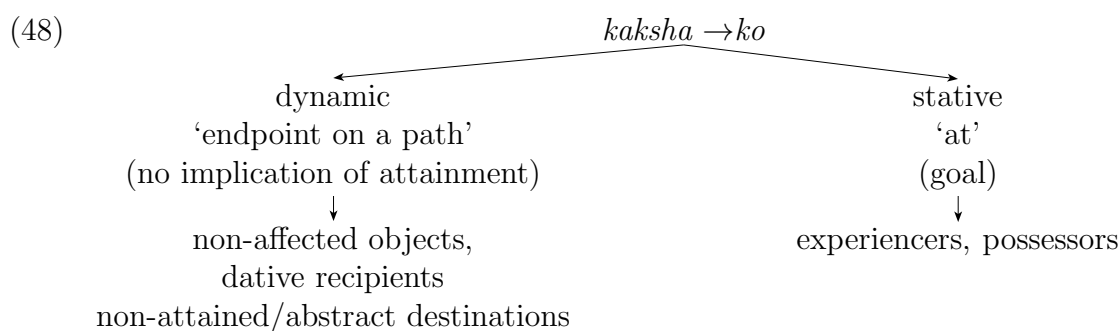 (48) kaksha →ko
dynamic stative
‘endpoint on a path’ ‘at’
(no implication of attainment) (goal)
non-affected objects, experiencers, possessors
dative recipients
non-attained/abstract destinations